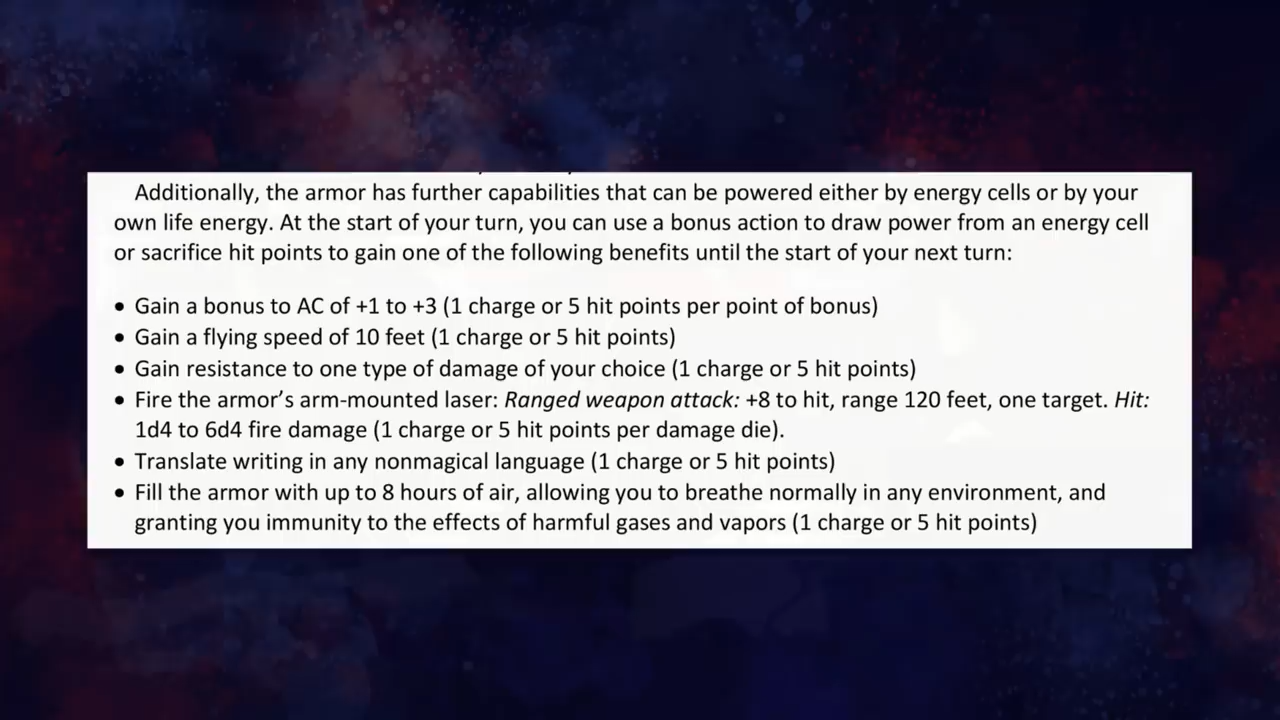 Additionally, the armor has further capabilities that can be powered either by energy cells or by your
own life energy. At the start of your turn, you can use a bonus action to draw power from an energy cell
or sacrifice hit points to gain one of the following benefits until the start of your next turn:
• Gain a bonus to AC of +1 to +3 (1 charge or 5 hit points per point of bonus)
• Gain a flying speed of 10 feet (1 charge or 5 hit points)
• Gain resistance to one type of damage of your choice (1 charge or 5 hit points)
• Fire the armor’s arm-mounted laser: Ranged weapon attack: +8 to hit, range 120 feet, one target. Hit:
1d4 to 6d4 fire damage (1 charge or 5 hit points per damage die).
• Translate writing in any nonmagical language (1 charge or 5 hit points)
• Fill the armor with up to 8 hours of air, allowing you to breathe normally in any environment, and
granting you immunity to the effects of harmful gases and vapors (1 charge or 5 hit points)